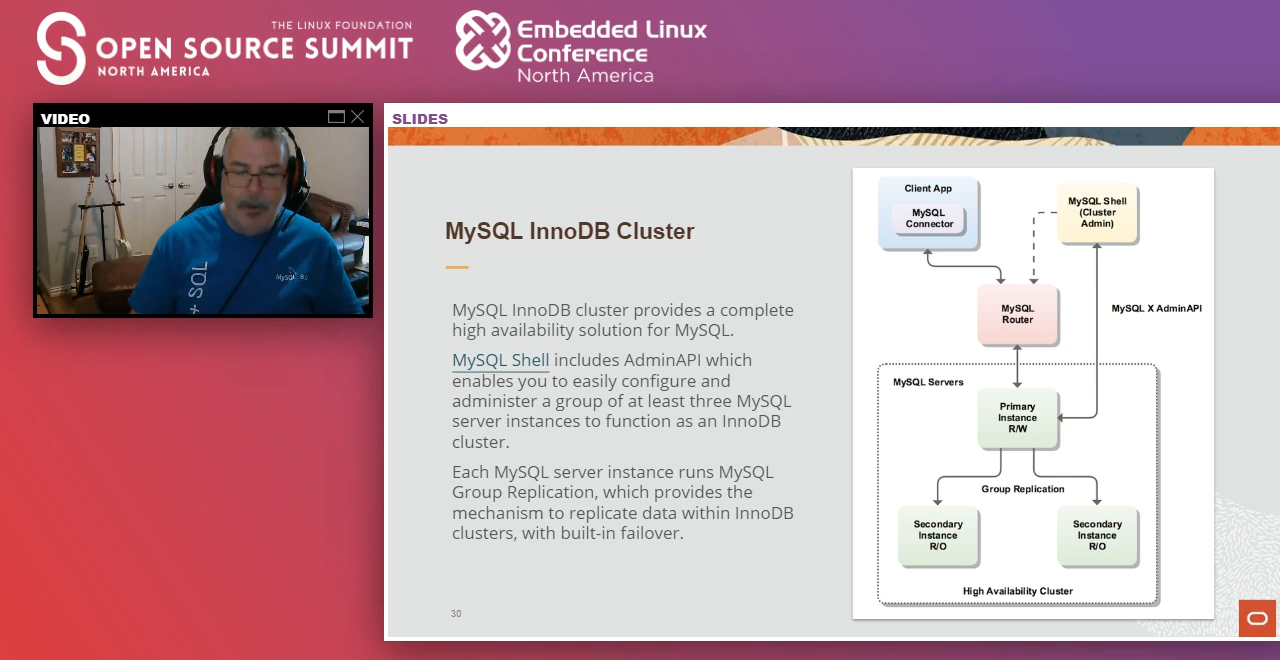 THE LINUX FOUNDATION
OPEN SOURCE SUMMIT
NORTH AMERICA
Embedded Linux
Conference
North America
VIDEO
+ SQL
MySQL 8.0
SLIDES
MySQL InnoDB Cluster
MySQL InnoDB cluster provides a complete
high availability solution for MySQL.
MySQL Shell includes AdminAPI which
enables you to easily configure and
administer a group of at least three MySQL
server instances to function as an InnoDB
cluster.
Each MySQL server instance runs MySQL
Group Replication, which provides the
mechanism to replicate data within InnoDB
clusters, with built-in failover.
30
Client App
MySQL
Connector
MySQL Shell
(Cluster
Admin)
MySQL
Router
MySQL X AdminAPI
MySQL Servers
Primary
Instance
R/W
Group Replication
Secondary
Instance
R/O
Secondary
Instance
R/O
High Availability Cluster